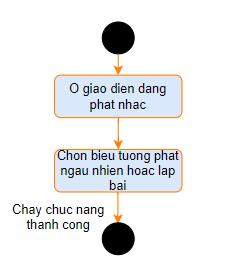 O giao dien dang
phat nhac
Chon bieu tuong phat
ngau nhien hoac lap
bai
Chay chuc nang
thanh cong